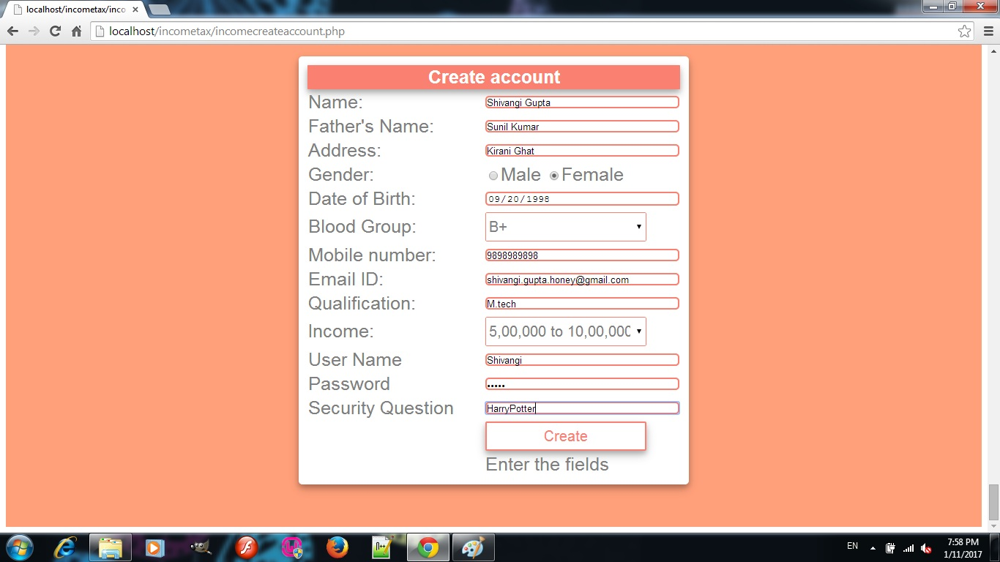 localhost/incometax/inco
localhost/incometax/incomecreateaccount.php
Create account
Name: Shivangi Gupta
Father's Name: Sunil Kumar
Address: Kirani Ghat
Gender: Male Female
Date of Birth: 09/20/1998
Blood Group: B+
Mobile number: 9898989898
Email ID: shivangi.gupta.honey@gmail.com
Qualification: M.tech
Income: 5,00,000 to 10,00,000
User Name Shivangi
Password •••••
Security Question HarryPotter
Create
Enter the fields
EN
7:58 PM
1/11/2017